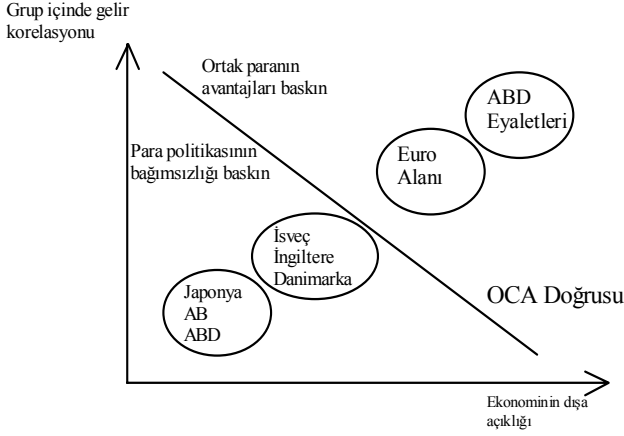 Grup içinde gelir
korelasyonu
Ortak paranın
avantajları baskın
ABD
Eyaletleri
Para politikasının
bağımsızlığı baskın
Euro
Alanı
İsveç
İngiltere
Danimarka
Japonya
AB
ABD
OCA Doğrusu
Ekonominin dışa
açıklığı